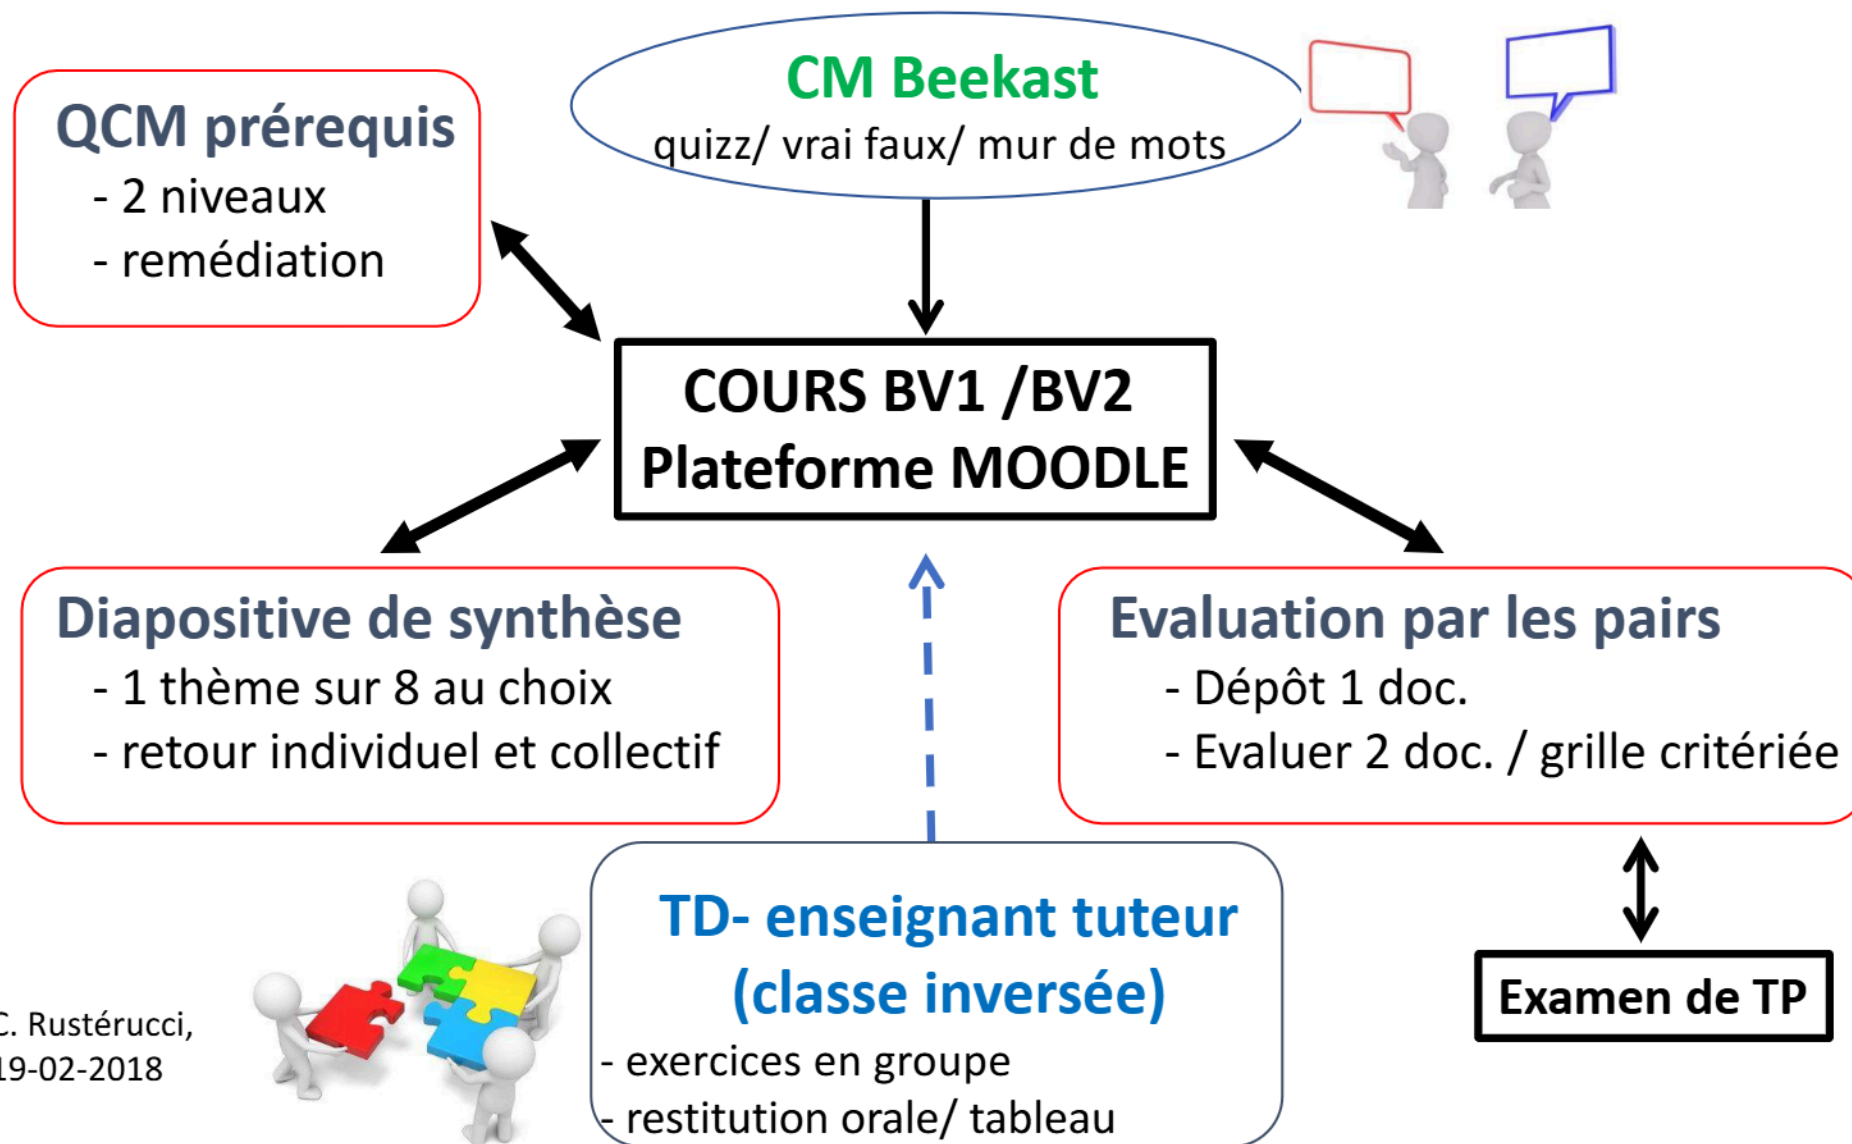 CM Beekast
quizz/ vrai faux/ mur de mots
QCM prérequis
- 2 niveaux
- remédiation
COURS BV1 /BV2
Plateforme MOODLE
Diapositive de synthèse
- 1 thème sur 8 au choix
- retour individuel et collectif
Evaluation par les pairs
- Dépôt 1 doc.
- Evaluer 2 doc. / grille critériée
TD- enseignant tuteur
(classe inversée)
- exercices en groupe
- restitution orale/ tableau
Examen de TP
C. Rustérucci,
19-02-2018